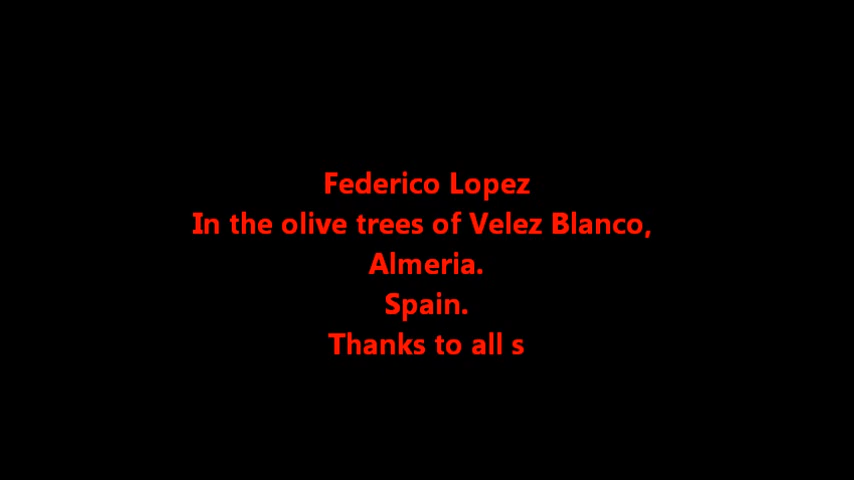 Federico Lopez
In the olive trees of Velez Blanco,
Almeria.
Spain.
Thanks to all s